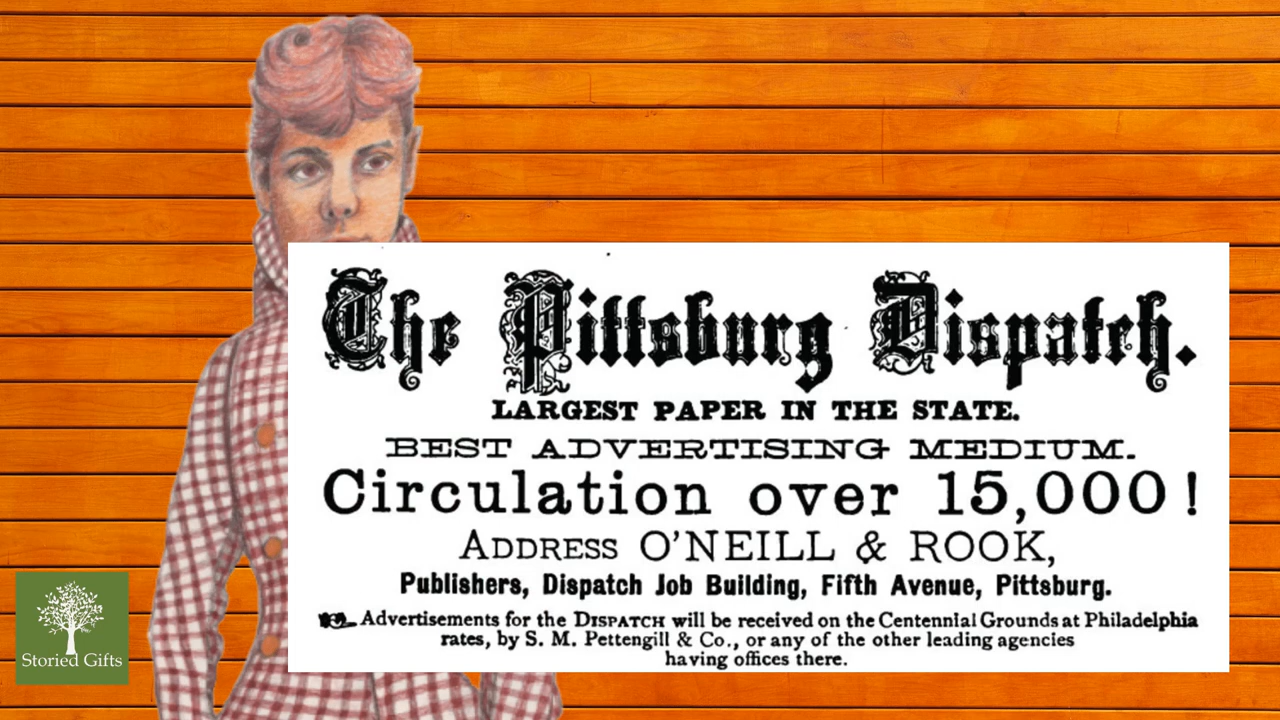 The Pittsburg Dispatch.
LARGEST PAPER IN THE STATE.
BEST ADVERTISING MEDIUM.
Circulation over 15,000!
ADDRESS O'NEILL & ROOK,
Publishers, Dispatch Job Building, Fifth Avenue, Pittsburg.
Advertisements for the DISPATCH will be received on the Centennial Grounds at Philadelphia
rates, by S. M. Pettengill & Co., or any of the other leading agencies
having offices there.
Storied Gifts